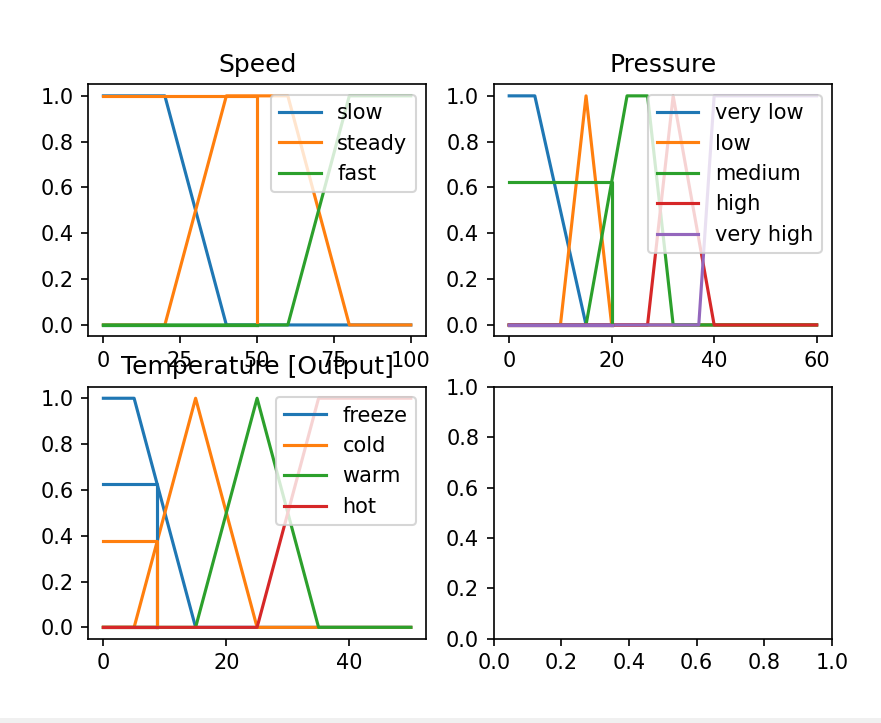 Speed
1.0
0.8
0.6
0.4
0.2
0.0
slow
steady
fast
0 25 50 75 100
Pressure
1.0
0.8
0.6
0.4
0.2
0.0
very low
low
medium
high
very high
0 20 40 60
Temperature [Output]
1.0
0.8
0.6
0.4
0.2
0.0
freeze
cold
warm
hot
0 20 40
1.0
0.8
0.6
0.4
0.2
0.0
0.0 0.2 0.4 0.6 0.8 1.0